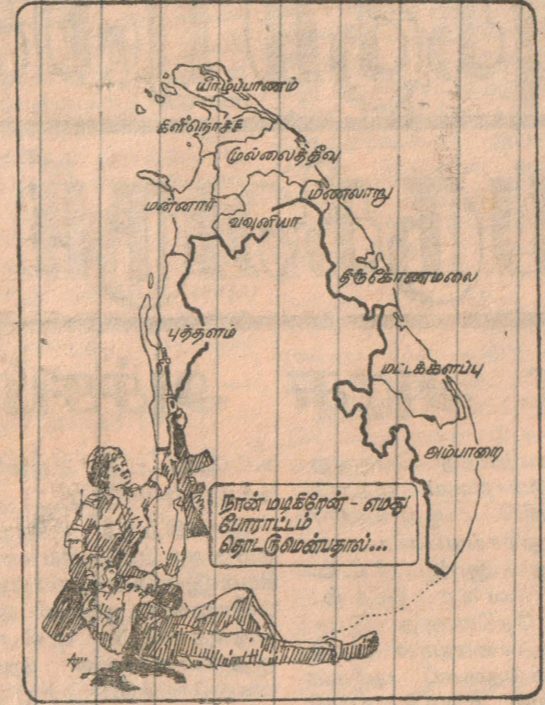 யாழ்ப்பாணம்
கிளிநொச்சி
முல்லைத்தீவு
மன்னார்
மணலாறு
வவுனியா
திருகோணமலை
புத்தளம்
மட்டக்களப்பு
அம்பாறை
நான் மடிகிறேன் - எமது
போராட்டம்
தொடருமென்பதால்...